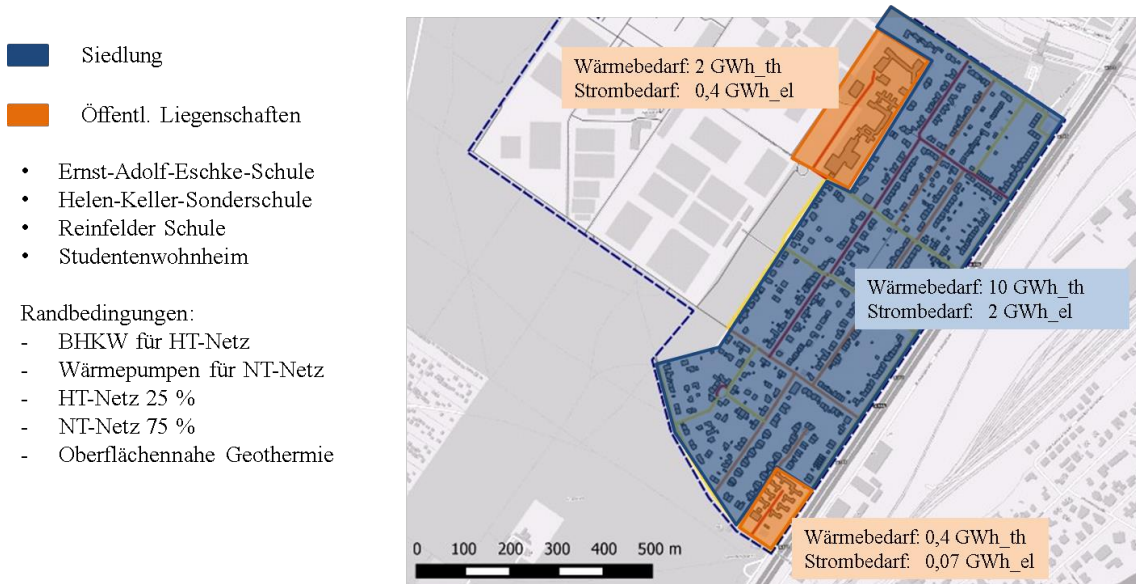 Siedlung
Öffentl. Liegenschaften
• Ernst-Adolf-Eschke-Schule
• Helen-Keller-Sonderschule
• Reinfelder Schule
• Studentenwohnheim
Randbedingungen:
- BHKW für HT-Netz
- Wärmepumpen für NT-Netz
- HT-Netz 25 %
- NT-Netz 75 %
- Oberflächennahe Geothermie
Wärmebedarf: 2 GWh_th
Strombedarf: 0,4 GWh_el
Wärmebedarf: 10 GWh_th
Strombedarf: 2 GWh_el
Wärmebedarf: 0,4 GWh_th
Strombedarf: 0,07 GWh_el
0 100 200 300 400 500 m